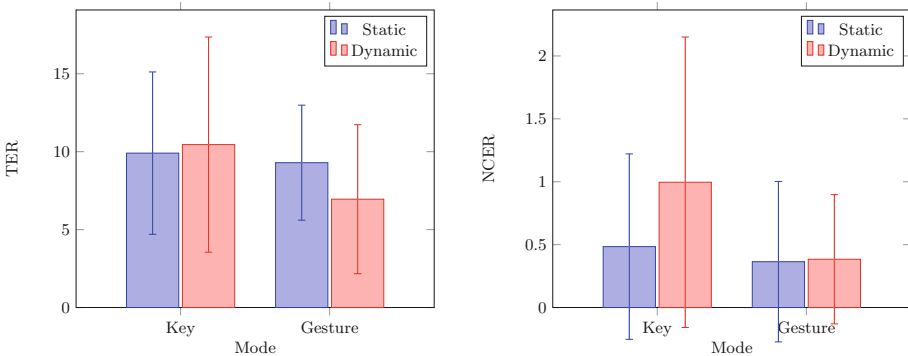 TER
15
10
5
0
Static
Dynamic
Key
Gesture
Mode
NCER
2
1.5
1
0.5
0
Static
Dynamic
Key
Gesture
Mode